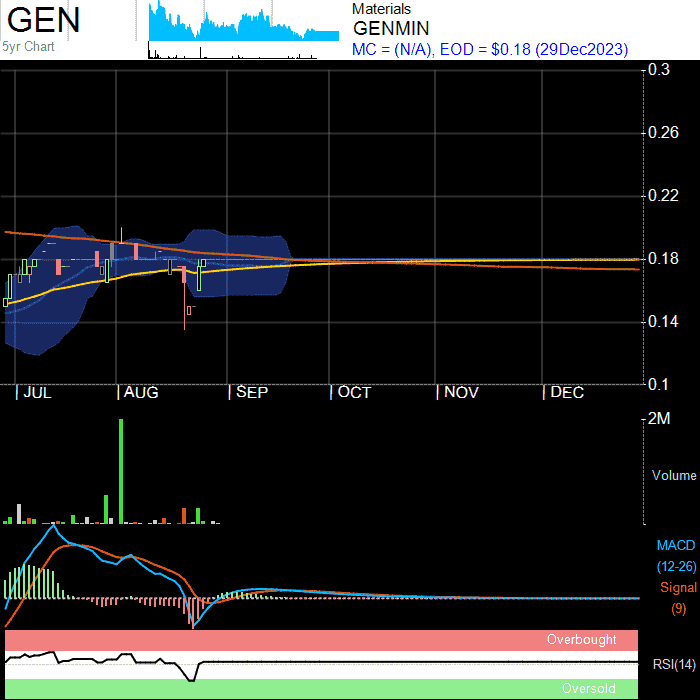 GEN
5yr Chart
Materials
GENMIN
MC = (N/A), EOD = $0.18 (29Dec2023)
0.3
0.26
0.22
0.18
0.14
0.1
JUL AUG SEP OCT NOV DEC
2M
Volume
MACD
(12-26)
Signal
(9)
Overbought
RSI(14)
Oversold